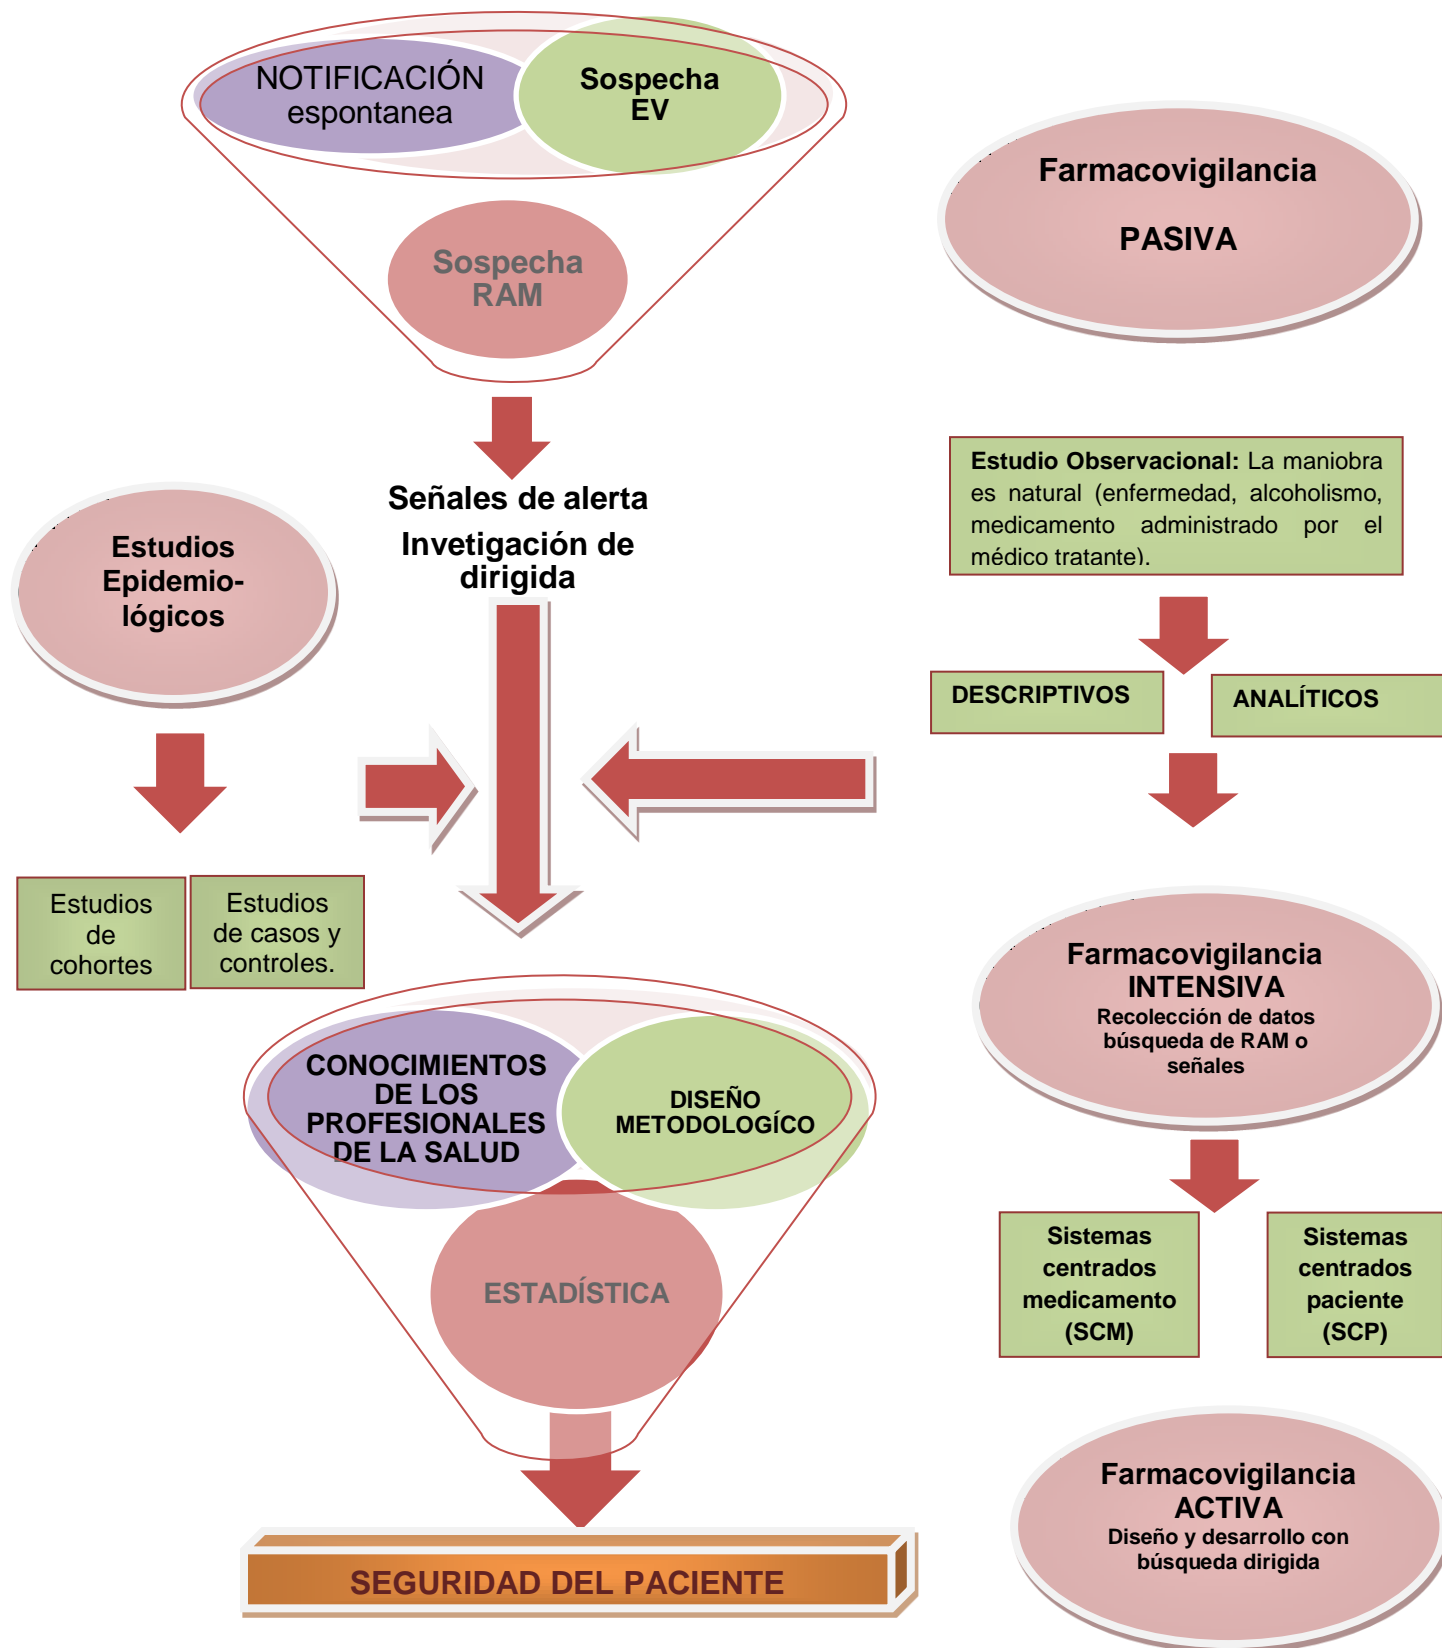 NOTIFICACIÓN
espontanea
Sospecha
EV
Sospecha
RAM
Farmacovigilancia
PASIVA
Señales de alerta
Invetigación de
dirigida
Estudios
Epidemio-
lógicos
Estudio Observacional: La maniobra
es natural (enfermedad, alcoholismo,
medicamento administrado por el
médico tratante).
DESCRIPTIVOS
ANALÍTICOS
Estudios
de
cohortes
Estudios
de casos y
controles.
Farmacovigilancia
INTENSIVA
Recolección de datos
búsqueda de RAM o
señales
CONOCIMIENTOS
DE LOS
PROFESIONALES
DE LA SALUD
DISEÑO
METODOLOGÍCO
ESTADÍSTICA
Sistemas
centrados
medicamento
(SCM)
Sistemas
centrados
paciente
(SCP)
Farmacovigilancia
ACTIVA
Diseño y desarrollo con
búsqueda dirigida
SEGURIDAD DEL PACIENTE